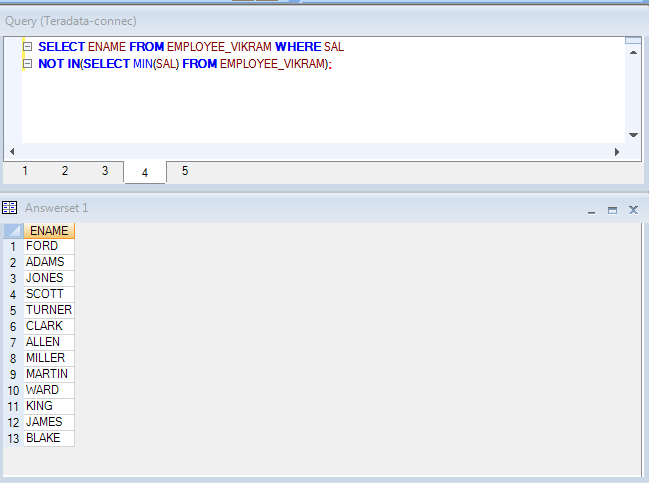 Query (Teradata-connec)
SELECT ENAME FROM EMPLOYEE_VIKRAM WHERE SAL
NOT IN(SELECT MIN(SAL) FROM EMPLOYEE_VIKRAM);
1 2 3 4 5
Answerset 1
ENAME
1 FORD
2 ADAMS
3 JONES
4 SCOTT
5 TURNER
6 CLARK
7 ALLEN
8 MILLER
9 MARTIN
10 WARD
11 KING
12 JAMES
13 BLAKE